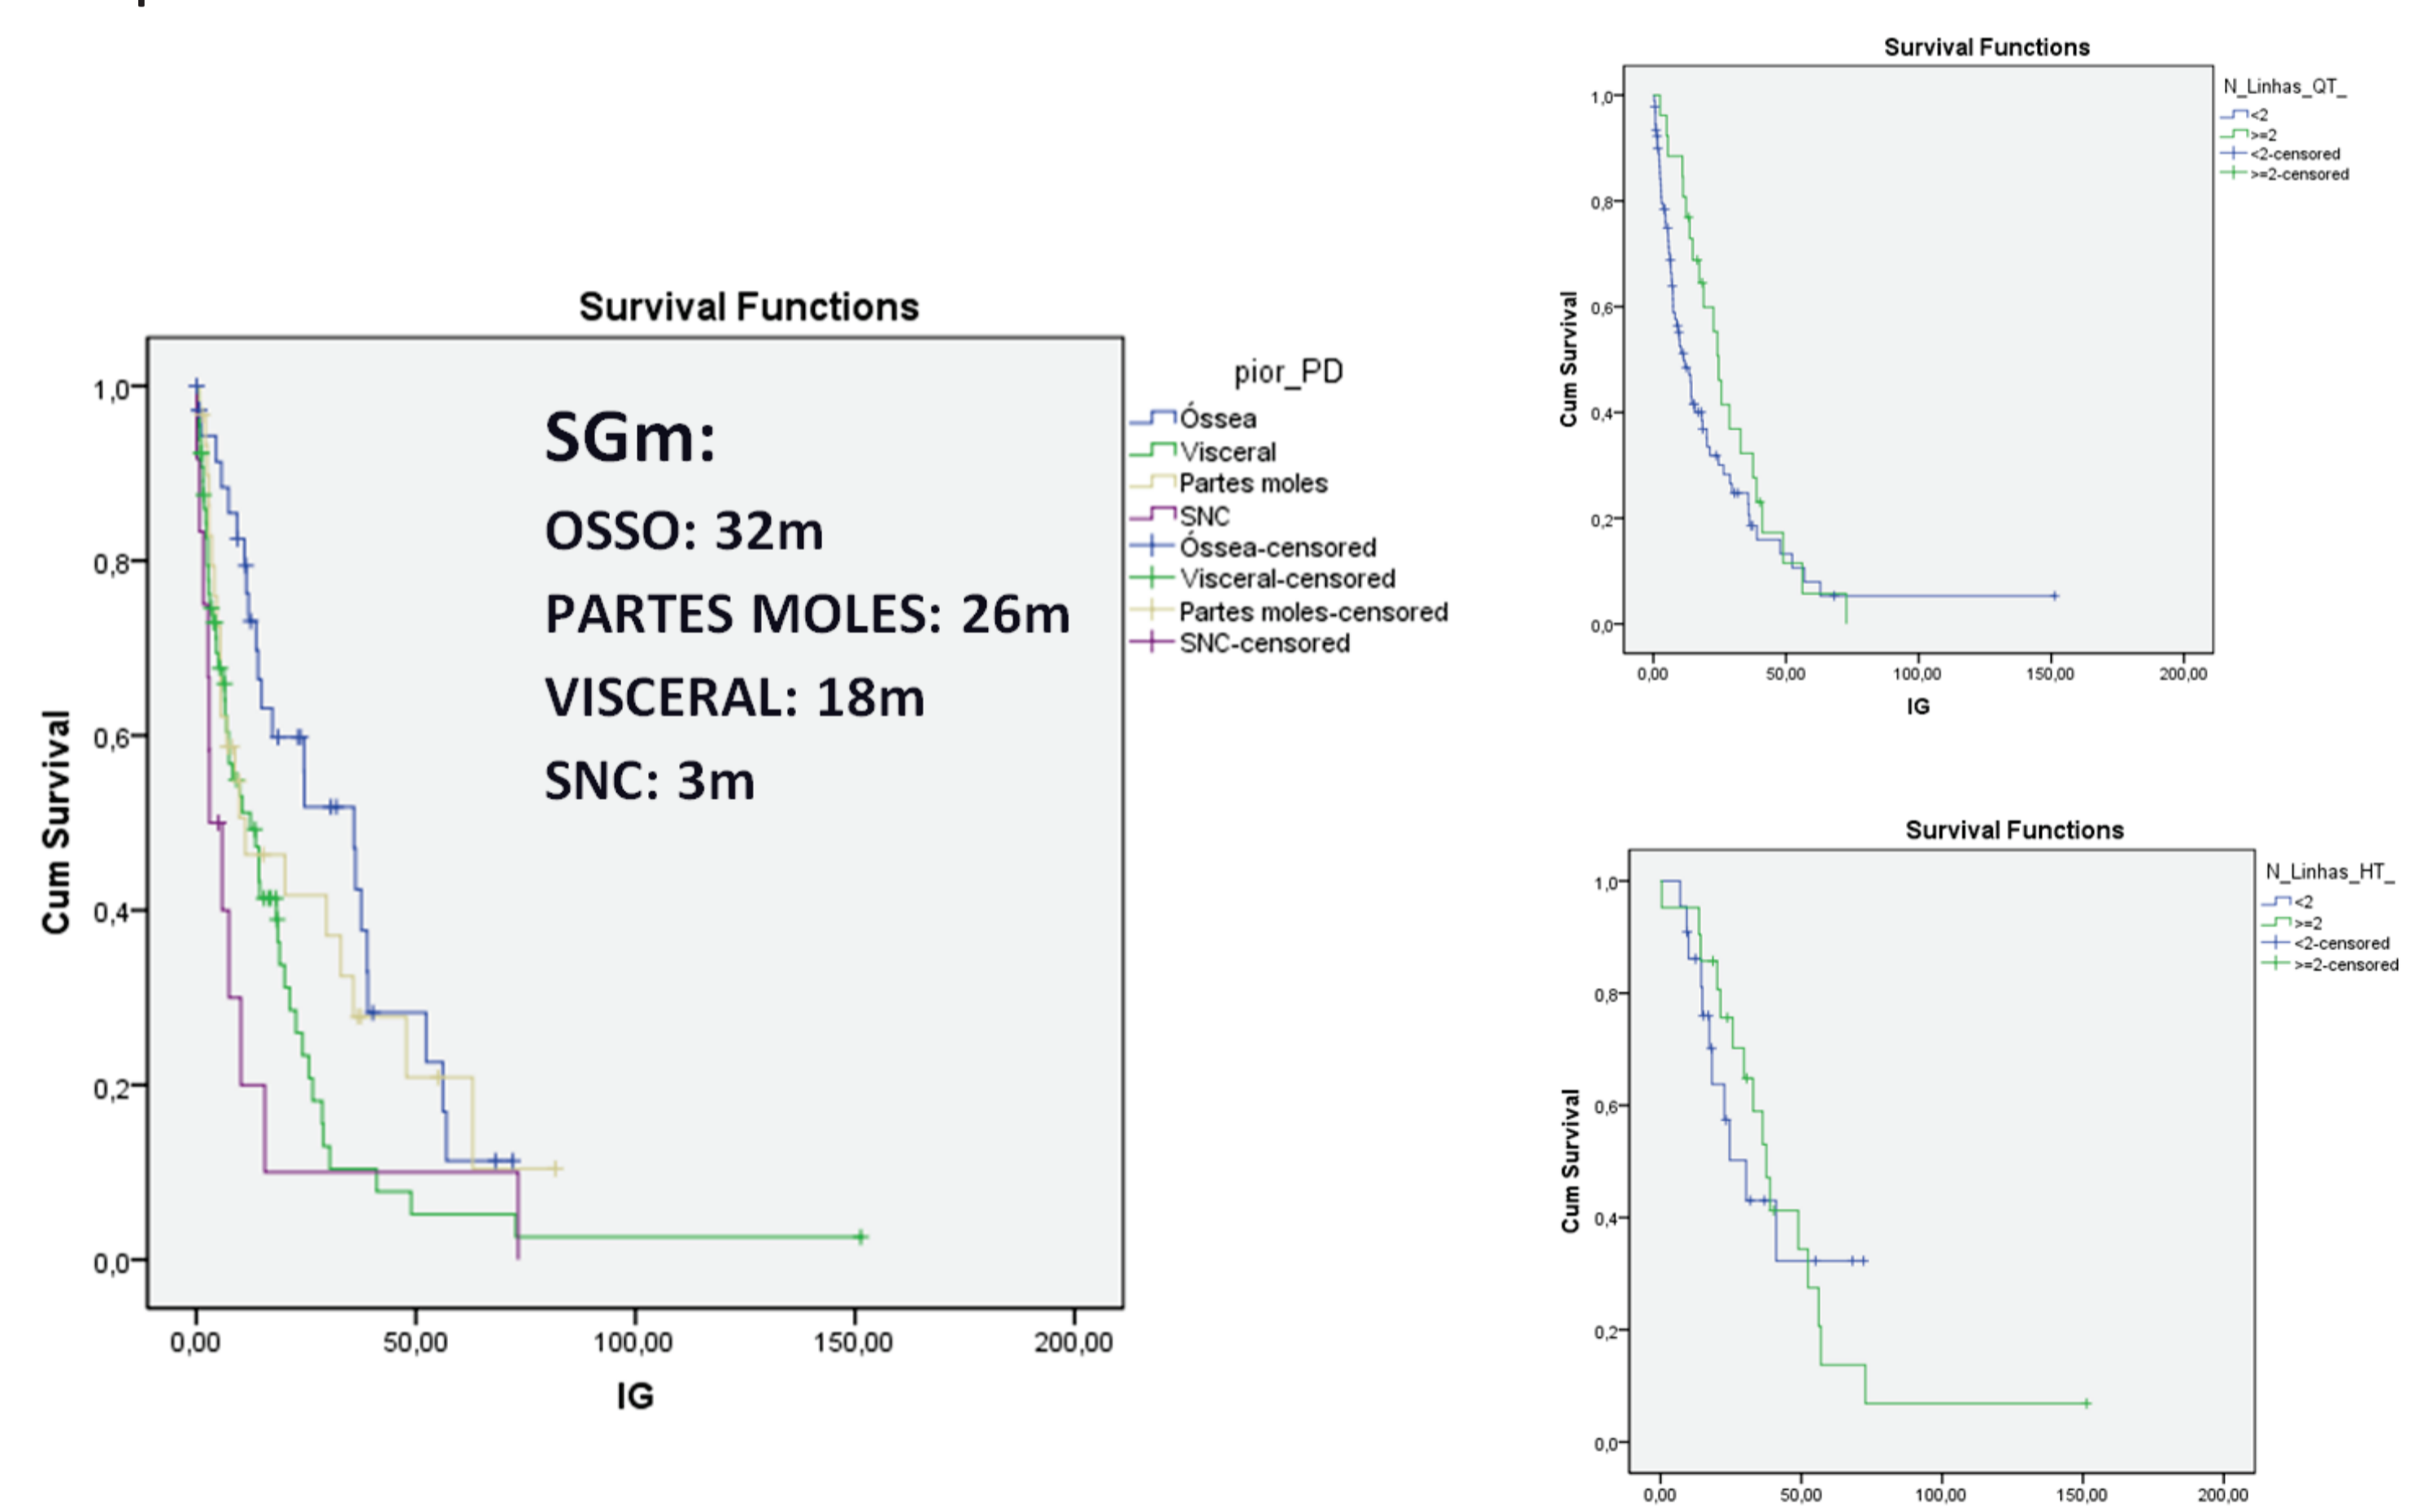 Survival Functions
1,0
0,8
0,6
0,4
0,2
0,0
Cum Survival
SGm:
OSSO: 32m
PARTES MOLES: 26m
VISCERAL: 18m
SNC: 3m
0,00 50,00 100,00 150,00 200,00
IG
pior_PD
Óssea
Visceral
Partes moles
SNC
Óssea-censored
Visceral-censored
Partes moles-censored
SNC-censored
Survival Functions
1,0
0,8
0,6
0,4
0,2
0,0
Cum Survival
0,00 50,00 100,00 150,00 200,00
IG
N_Linhas_QT_
<2
>=2
<2-censored
>=2-censored
Survival Functions
1,0
0,8
0,6
0,4
0,2
0,0
Cum Survival
0,00 50,00 100,00 150,00 200,00
N_Linhas_HT_
<2
>=2
<2-censored
>=2-censored